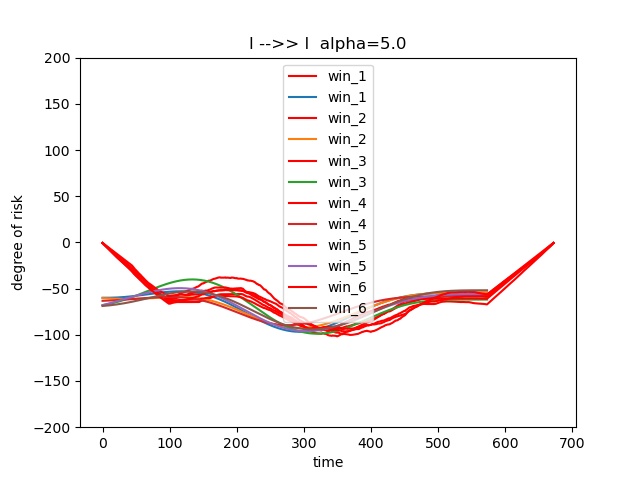 I -->> I  alpha=5.0
200
150
100
50
0
−50
−100
−150
−200
degree of risk
win_1
win_1
win_2
win_2
win_3
win_3
win_4
win_4
win_5
win_5
win_6
win_6
0 100 200 300 400 500 600 700
time